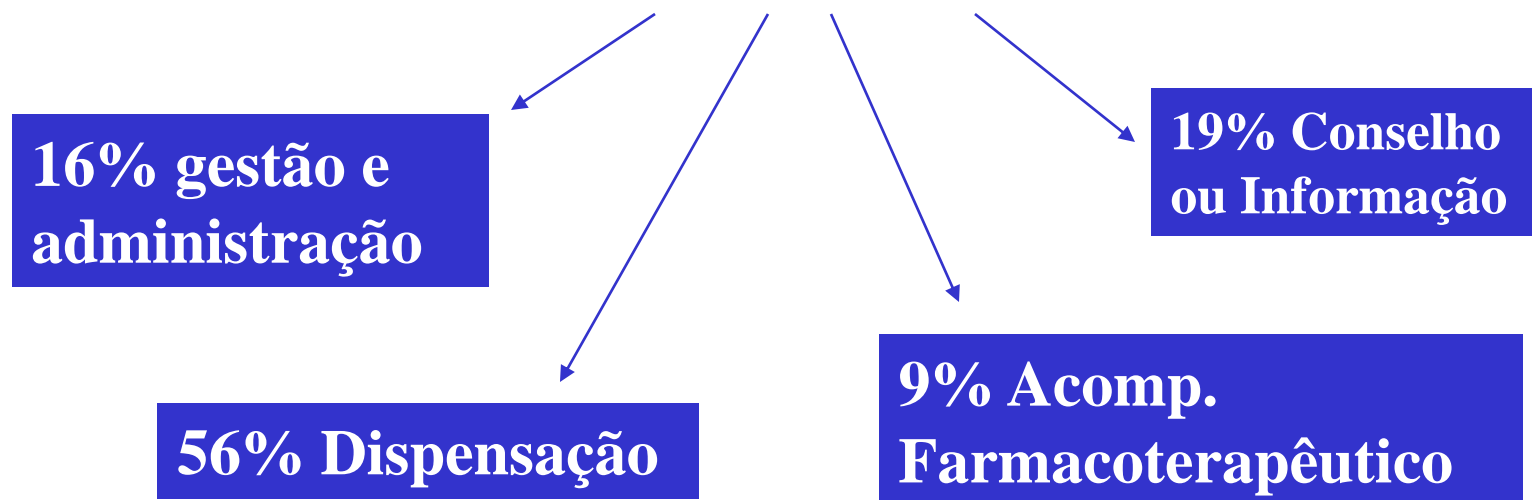 16% gestão e
administração
56% Dispensação
9% Acomp.
Farmacoterapêutico
19% Conselho
ou Informação